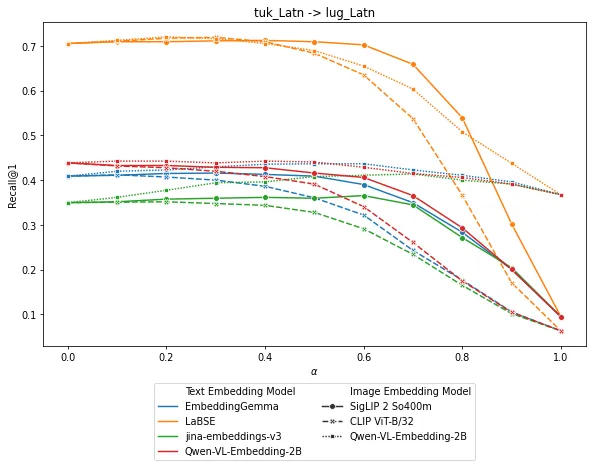 tuk_Latn -> lug_Latn
Recall@1
0.7
0.6
0.5
0.4
0.3
0.2
0.1
0.0 0.2 0.4 0.6 0.8 1.0
α
Text Embedding Model Image Embedding Model
EmbeddingGemma SigLIP 2 So400m
LaBSE CLIP ViT-B/32
jina-embeddings-v3 Qwen-VL-Embedding-2B
Qwen-VL-Embedding-2B